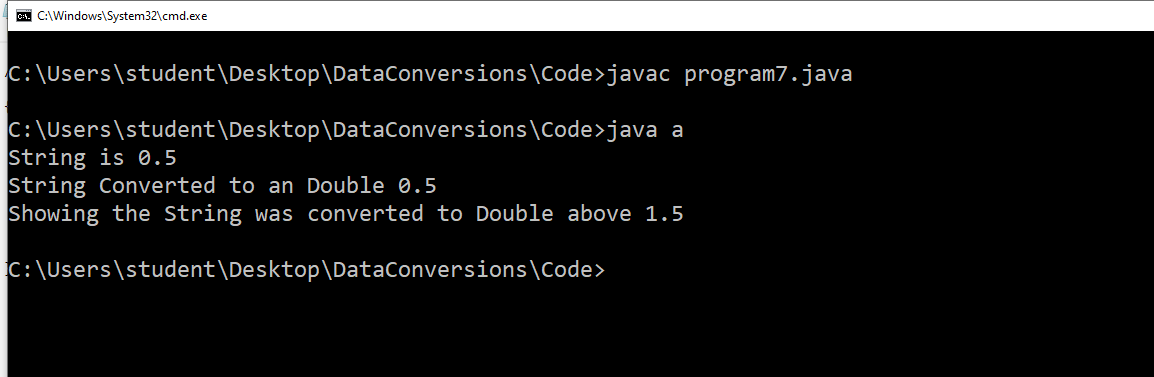 C:\Windows\System32\cmd.exe
C:\Users\student\Desktop\DataConversions\Code>javac program7.java
C:\Users\student\Desktop\DataConversions\Code>java a
String is 0.5
String Converted to an Double 0.5
Showing the String was converted to Double above 1.5
C:\Users\student\Desktop\DataConversions\Code>